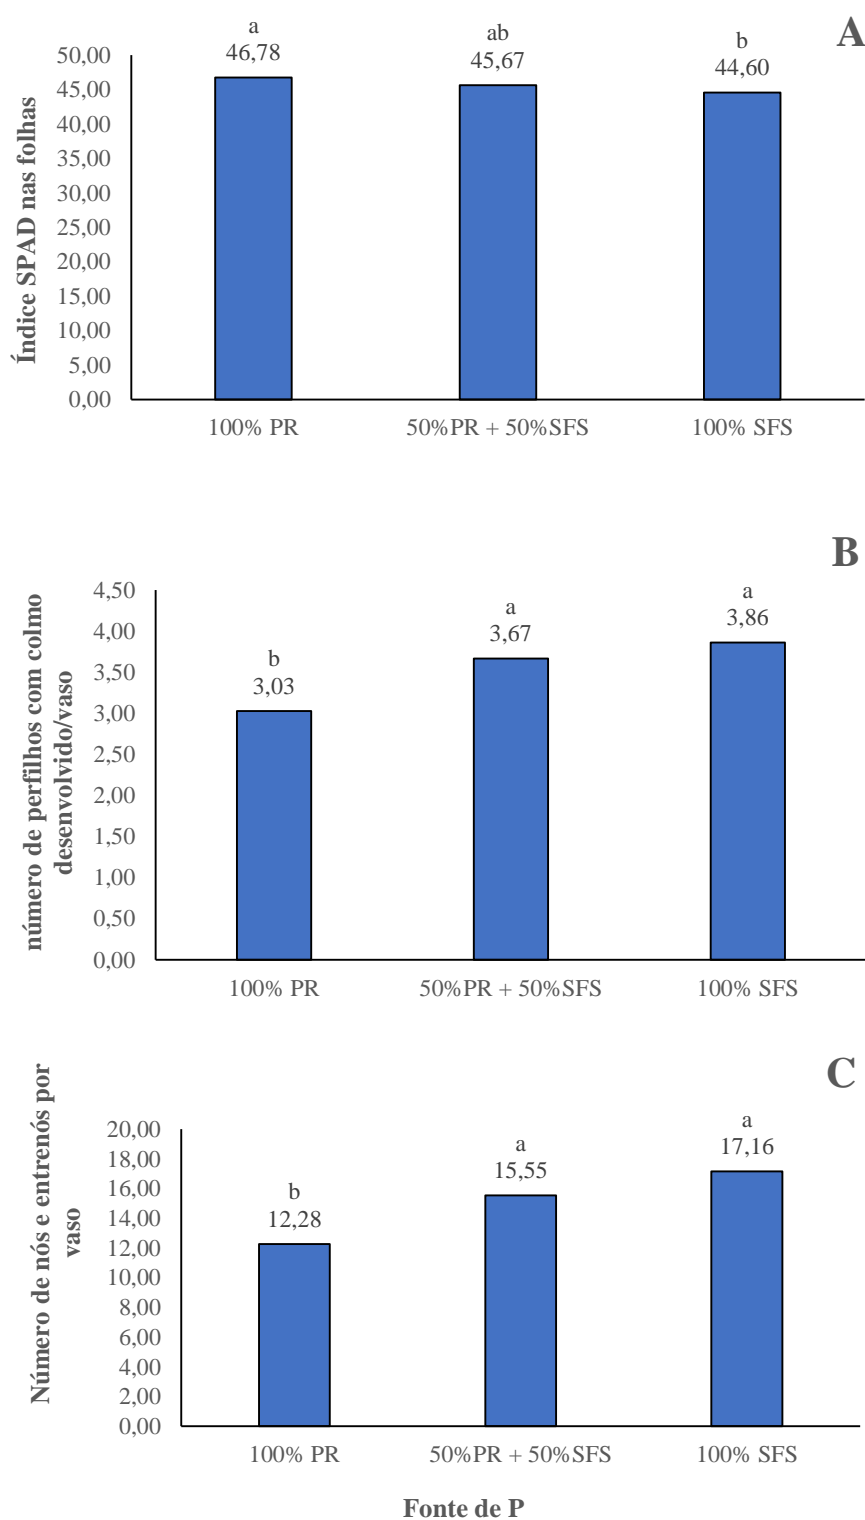 A
a
46,78
ab
45,67
b
44,60
50,00
45,00
40,00
35,00
30,00
25,00
20,00
15,00
10,00
5,00
0,00
Índice SPAD nas folhas
100% PR
50%PR + 50%SFS
100% SFS
B
b
3,03
a
3,67
a
3,86
4,50
4,00
3,50
3,00
2,50
2,00
1,50
1,00
0,50
0,00
número de perfilhos com colmo
desenvolvido/vaso
100% PR
50%PR + 50%SFS
100% SFS
C
b
12,28
a
15,55
a
17,16
20,00
18,00
16,00
14,00
12,00
10,00
8,00
6,00
4,00
2,00
0,00
Número de nós e entrenós por
vaso
100% PR
50%PR + 50%SFS
100% SFS
Fonte de P